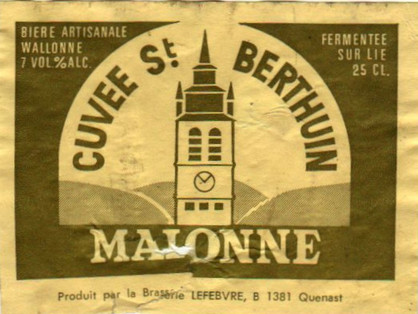 BIERE ARTISANALE
WALLONNE
7 VOL%ALC.
FERMENTEE
SUR LIE
25 CL.
CUVEE St BERTHUIN
MALONNE
Produit par la Brasserie LEFEBVRE, B 1381 Quenast